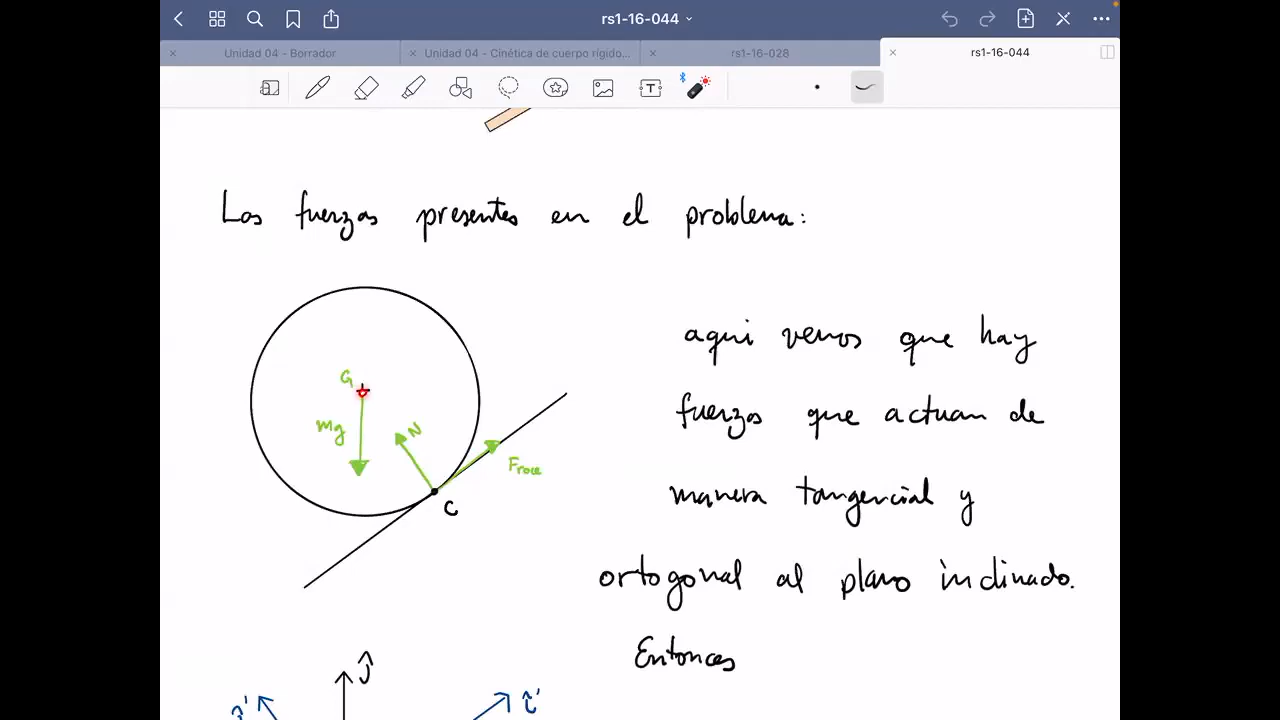 rs1-16-044
Unidad 04 - Borrador
Unidad 04 - Cinética de cuerpo rígido...
rs1-16-028
rs1-16-044
T
Las fuerzas presentes en el problema:
G
mg
N
Froce
C
aqui vemos que hay
fuerzas que actuan de
manera tangencial y
ortogonal al plano inclinado.
Entonces
ĵ
ĵ'
î'